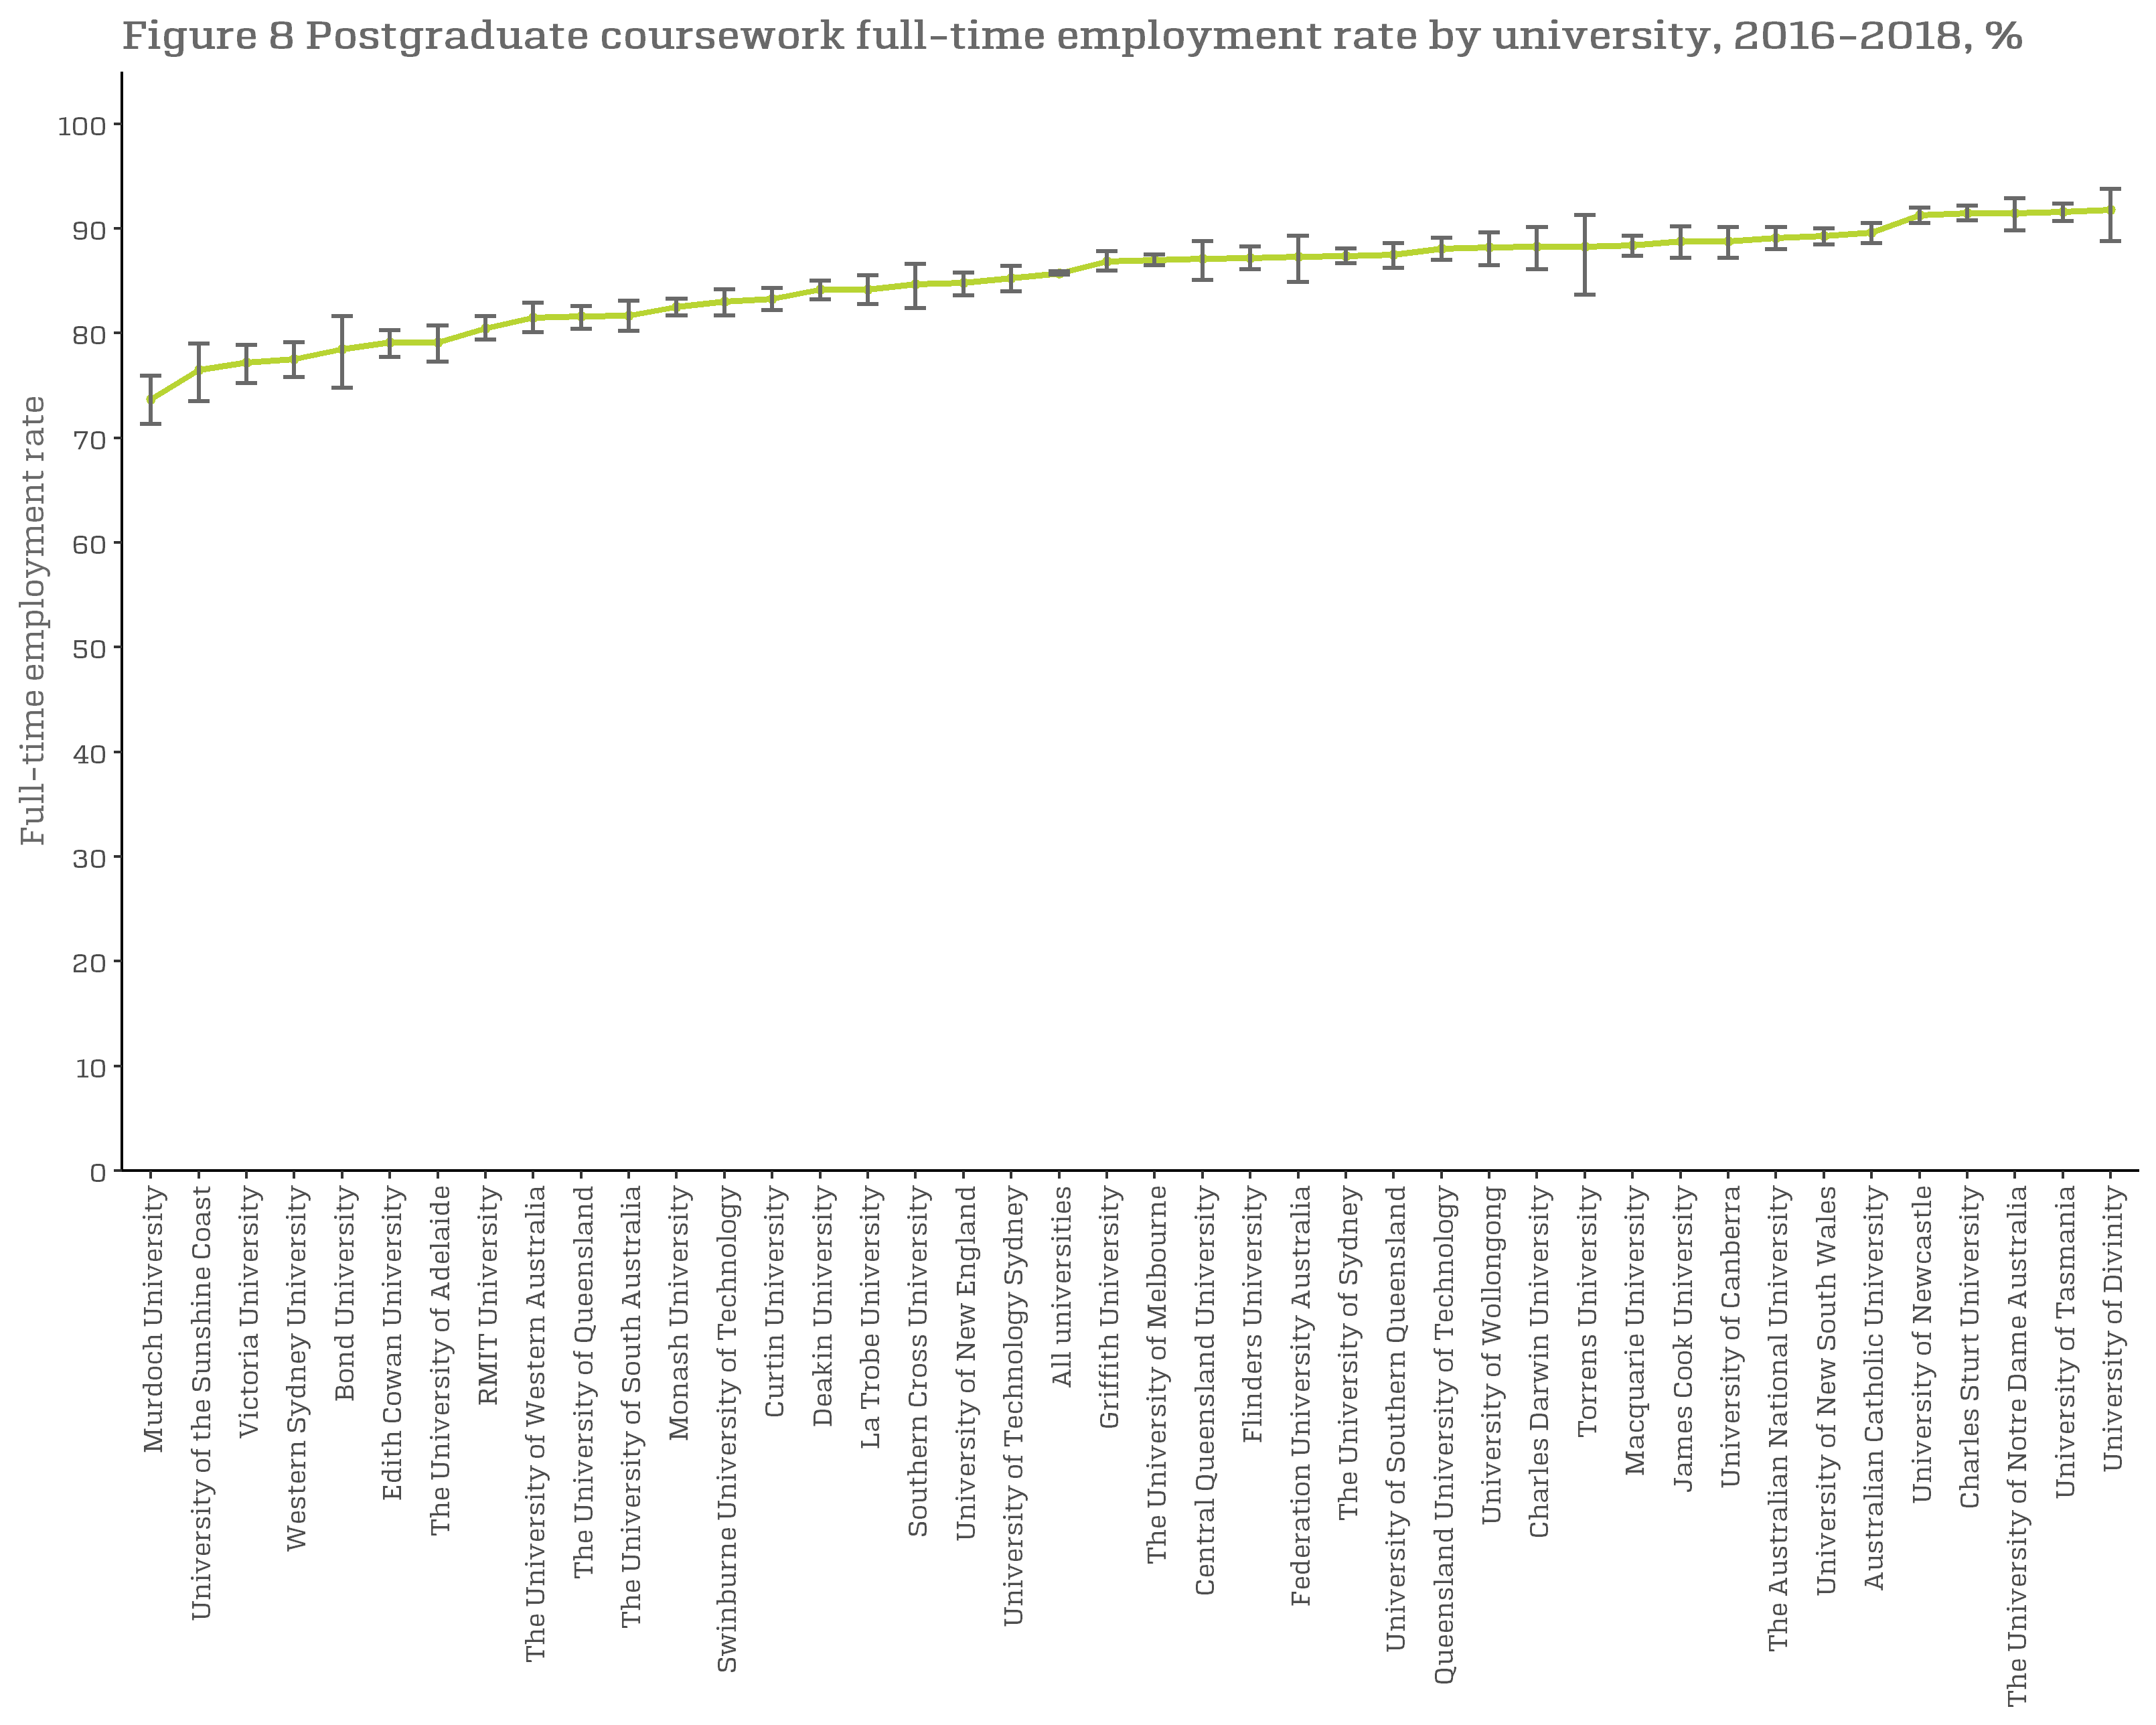 Figure 8 Postgraduate coursework full-time employment rate by university, 2016-2018, %
Full-time employment rate
100
90
80
70
60
50
40
30
20
10
0
Murdoch University
University of the Sunshine Coast
Victoria University
Western Sydney University
Bond University
Edith Cowan University
The University of Adelaide
RMIT University
The University of Western Australia
The University of Queensland
The University of South Australia
Monash University
Swinburne University of Technology
Curtin University
Deakin University
La Trobe University
Southern Cross University
University of New England
University of Technology Sydney
All universities
Griffith University
The University of Melbourne
Central Queensland University
Flinders University
Federation University Australia
The University of Sydney
University of Southern Queensland
Queensland University of Technology
University of Wollongong
Charles Darwin University
Torrens University
Macquarie University
James Cook University
University of Canberra
The Australian National University
University of New South Wales
Australian Catholic University
University of Newcastle
Charles Sturt University
The University of Notre Dame Australia
University of Tasmania
University of Divinity